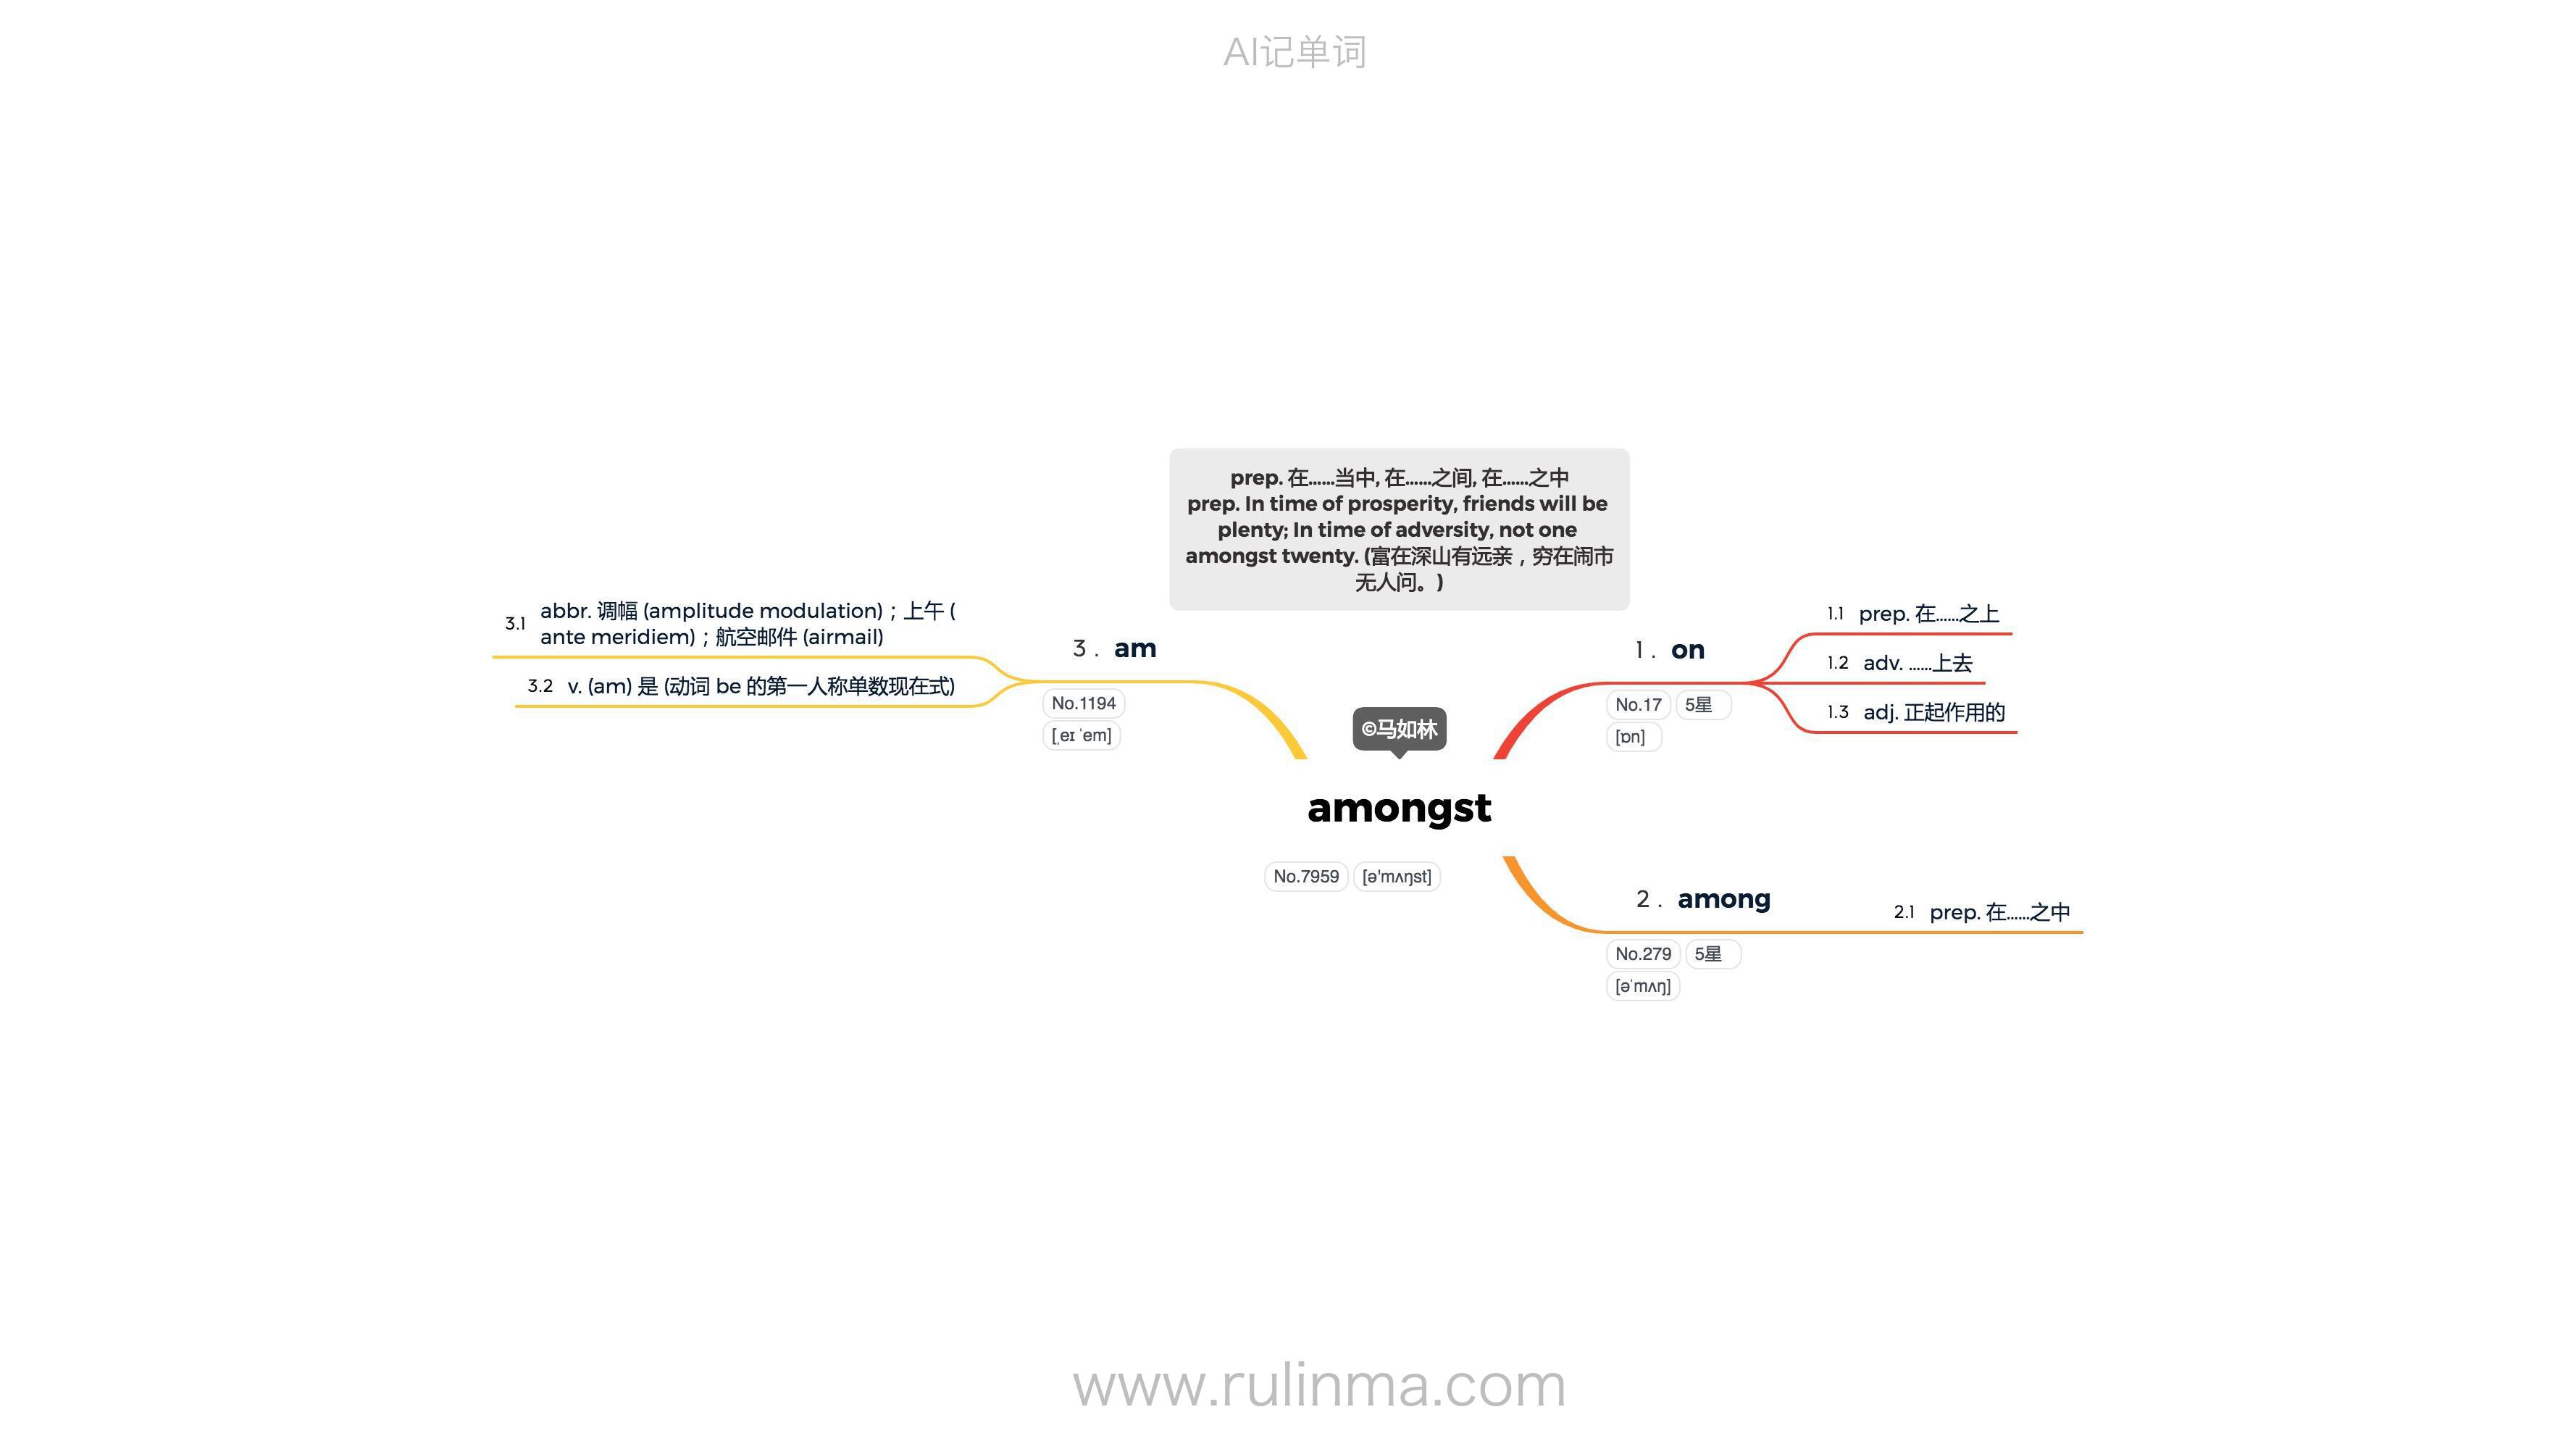 AI记单词
prep. 在……当中, 在……之间, 在……之中
prep. In time of prosperity, friends will be
plenty; In time of adversity, not one
amongst twenty. (富在深山有远亲，穷在闹市
无人问。)
©马如林
amongst
No.7959 [ə'mʌŋst]
1 . on
No.17 5星
[ɒn]
1.1 prep. 在……之上
1.2 adv. ……上去
1.3 adj. 正起作用的
2 . among
No.279 5星
[əˈmʌŋ]
2.1 prep. 在……之中
3 . am
No.1194
[ˌeɪ ˈem]
3.1 abbr. 调幅 (amplitude modulation)；上午 (
ante meridiem)；航空邮件 (airmail)
3.2 v. (am) 是 (动词 be 的第一人称单数现在式)
www.rulinma.com